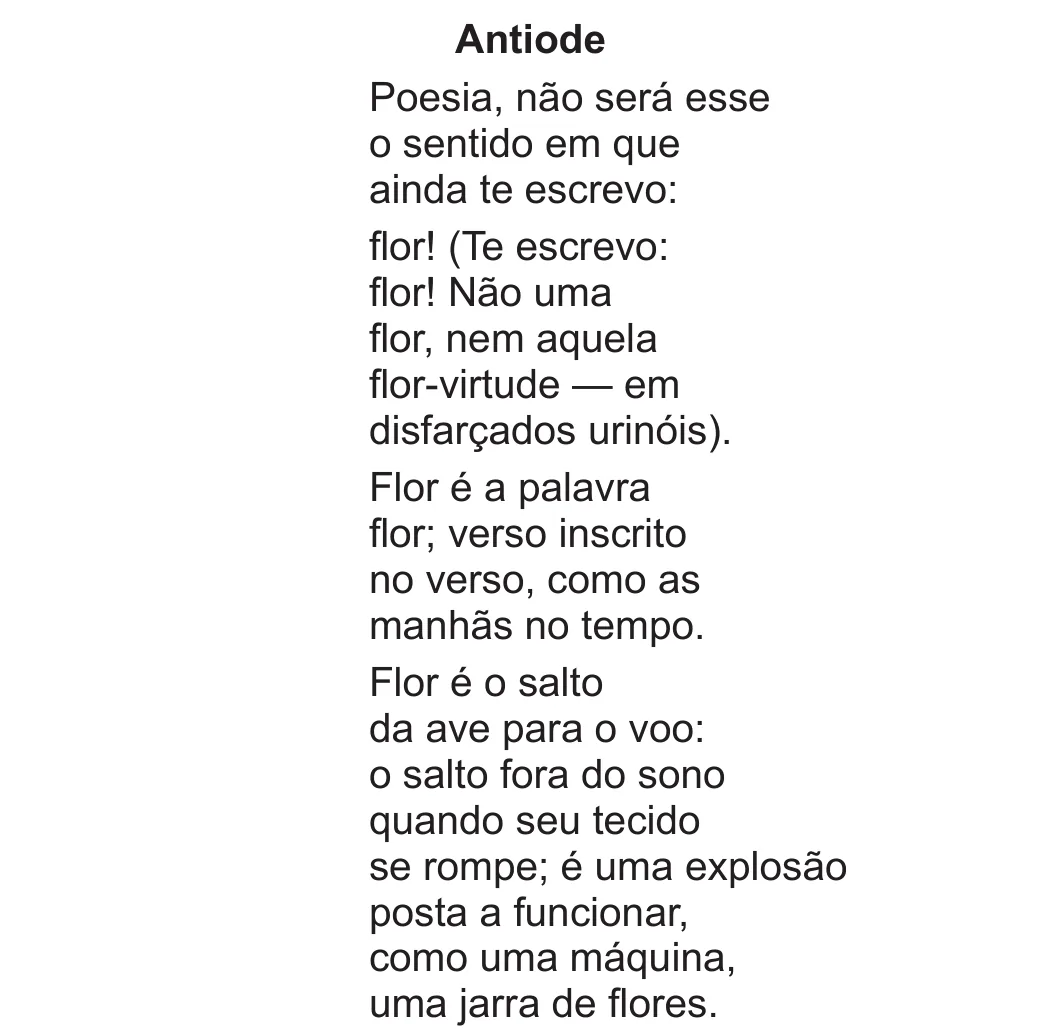 Antiode
Poesia, não será esse
o sentido em que
ainda te escrevo:
flor! (Te escrevo:
flor! Não uma
flor, nem aquela
flor-virtude — em
disfarçados urinóis).
Flor é a palavra
flor; verso inscrito
no verso, como as
manhãs no tempo.
Flor é o salto
da ave para o voo:
o salto fora do sono
quando seu tecido
se rompe; é uma explosão
posta a funcionar,
como uma máquina,
uma jarra de flores.